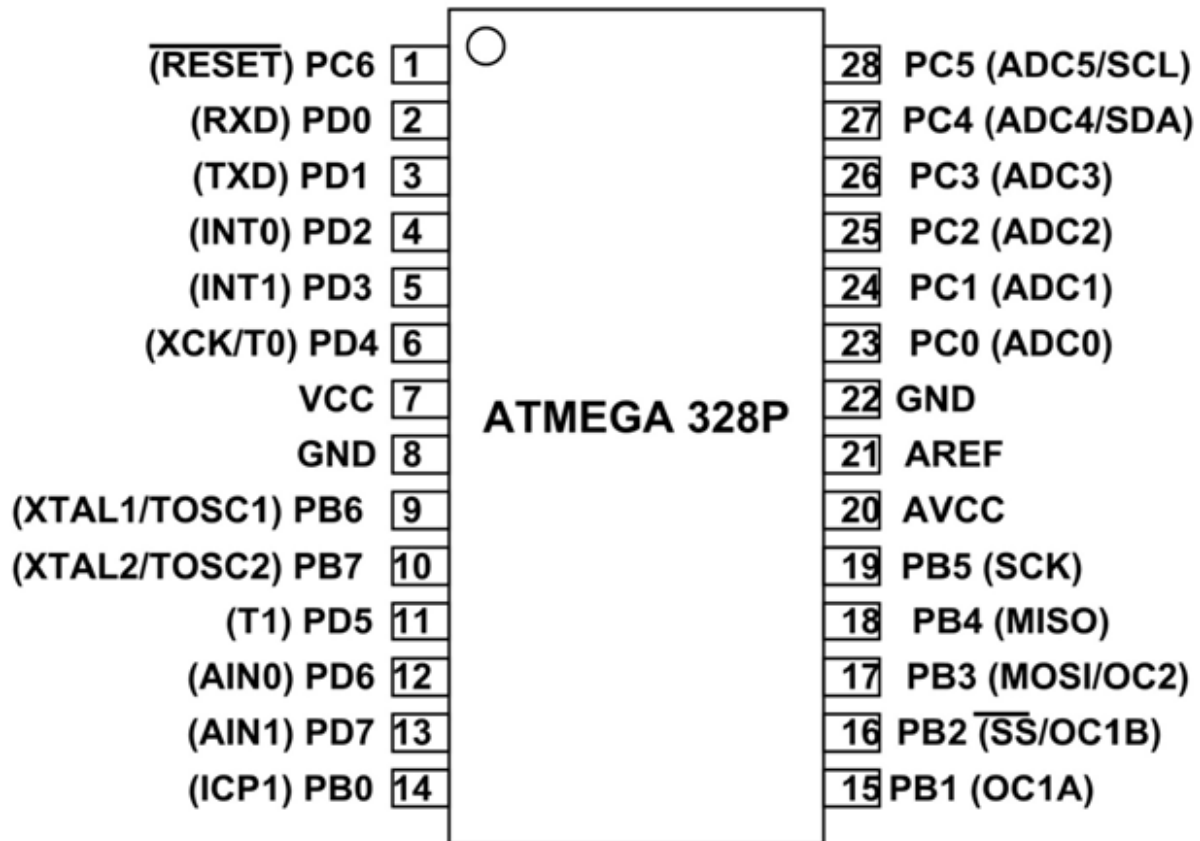 (RESET) PC6 1
(RXD) PD0 2
(TXD) PD1 3
(INT0) PD2 4
(INT1) PD3 5
(XCK/T0) PD4 6
VCC 7
GND 8
(XTAL1/TOSC1) PB6 9
(XTAL2/TOSC2) PB7 10
(T1) PD5 11
(AIN0) PD6 12
(AIN1) PD7 13
(ICP1) PB0 14
ATMEGA 328P
28 PC5 (ADC5/SCL)
27 PC4 (ADC4/SDA)
26 PC3 (ADC3)
25 PC2 (ADC2)
24 PC1 (ADC1)
23 PC0 (ADC0)
22 GND
21 AREF
20 AVCC
19 PB5 (SCK)
18 PB4 (MISO)
17 PB3 (MOSI/OC2)
16 PB2 (SS/OC1B)
15 PB1 (OC1A)